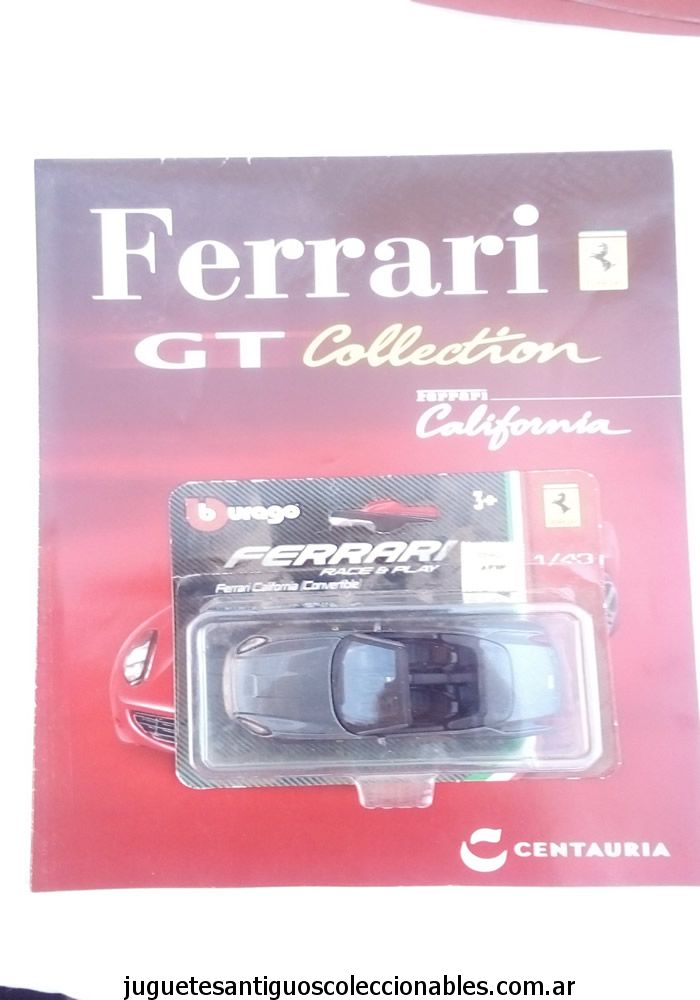 Ferrari
GT Collection
Ferrari
California
burago
3+
FERRARI
RACE & PLAY
1/43
Ferrari California (Convertible)
CENTAURIA
juguetesantiguoscoleccionables.com.ar